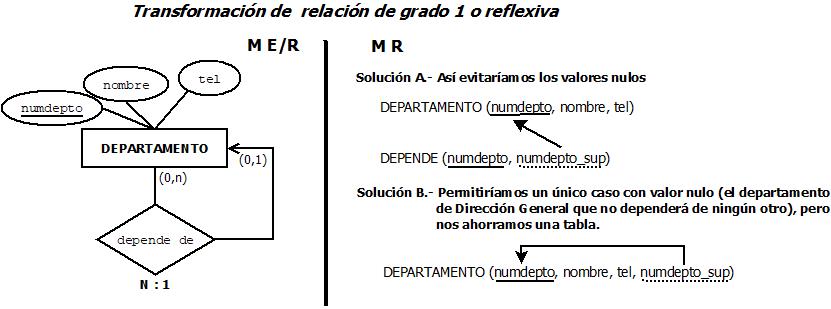 Transformación de relación de grado 1 o reflexiva
M E/R
M R
nombre
tel
numdepto
DEPARTAMENTO
(0,1)
(0,n)
depende de
N : 1
Solución A.- Así evitaríamos los valores nulos
DEPARTAMENTO (numdepto, nombre, tel)
DEPENDE (numdepto, numdepto_sup)
Solución B.- Permitiríamos un único caso con valor nulo (el departamento
de Dirección General que no dependerá de ningún otro), pero
nos ahorramos una tabla.
DEPARTAMENTO (numdepto, nombre, tel, numdepto_sup)